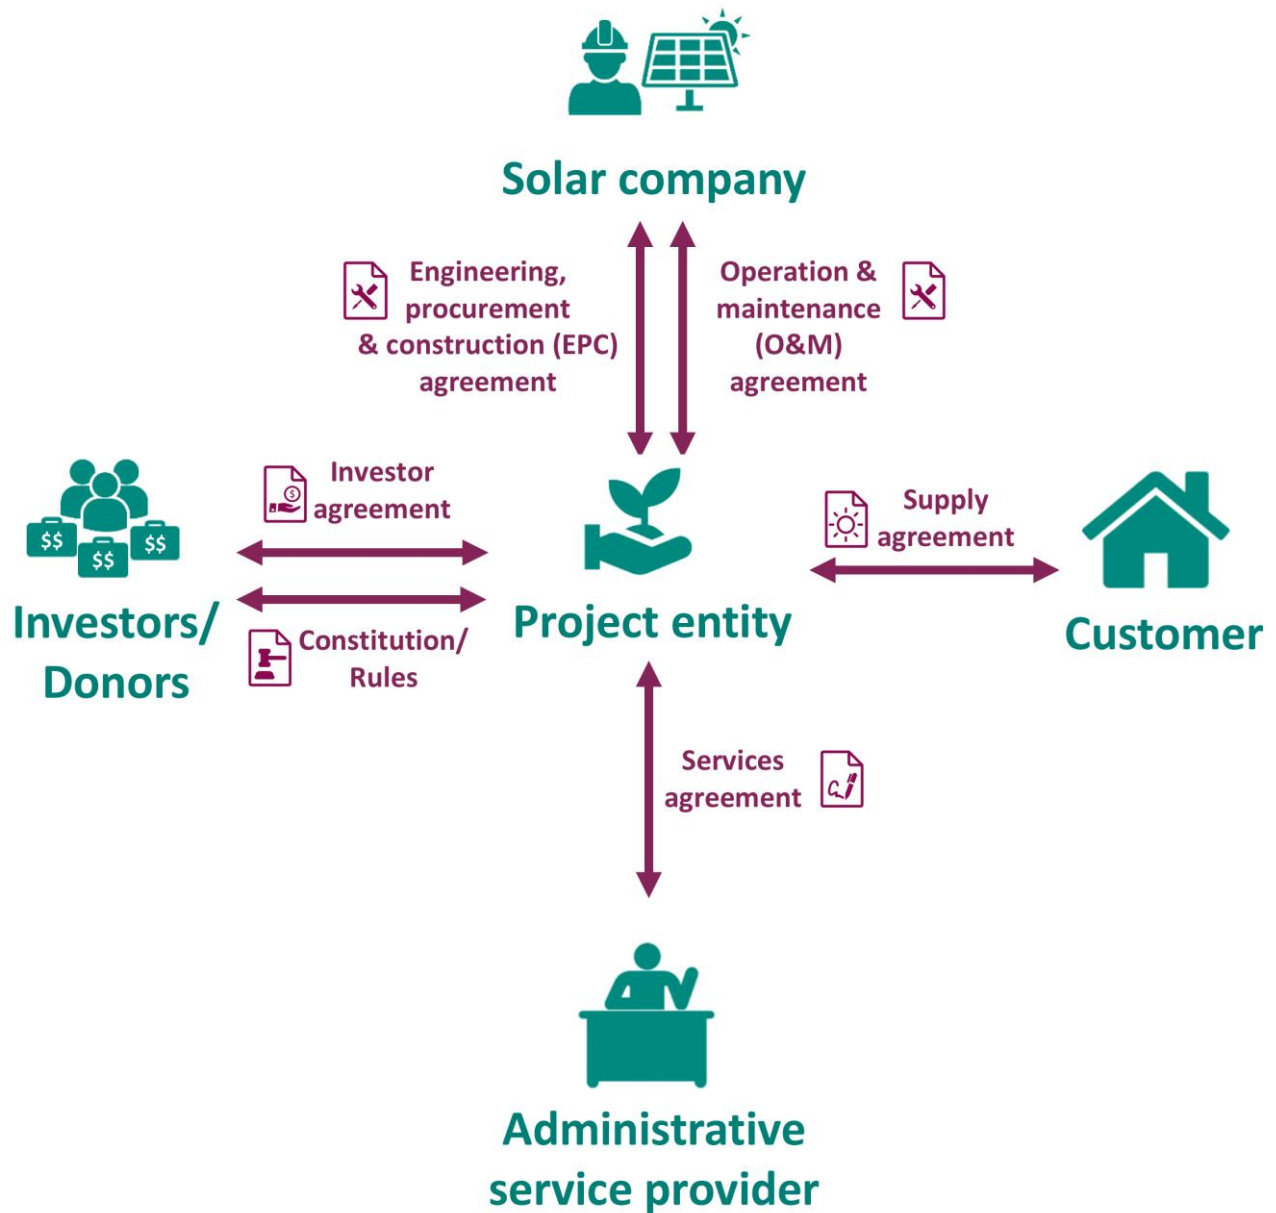 Solar company
Engineering,
procurement
& construction (EPC)
agreement
Operation &
maintenance
(O&M)
agreement
Investor
agreement
$
$$
$$
$$
Investors/
Donors
Constitution/
Rules
Project entity
Supply
agreement
Customer
Services
agreement
Administrative
service provider